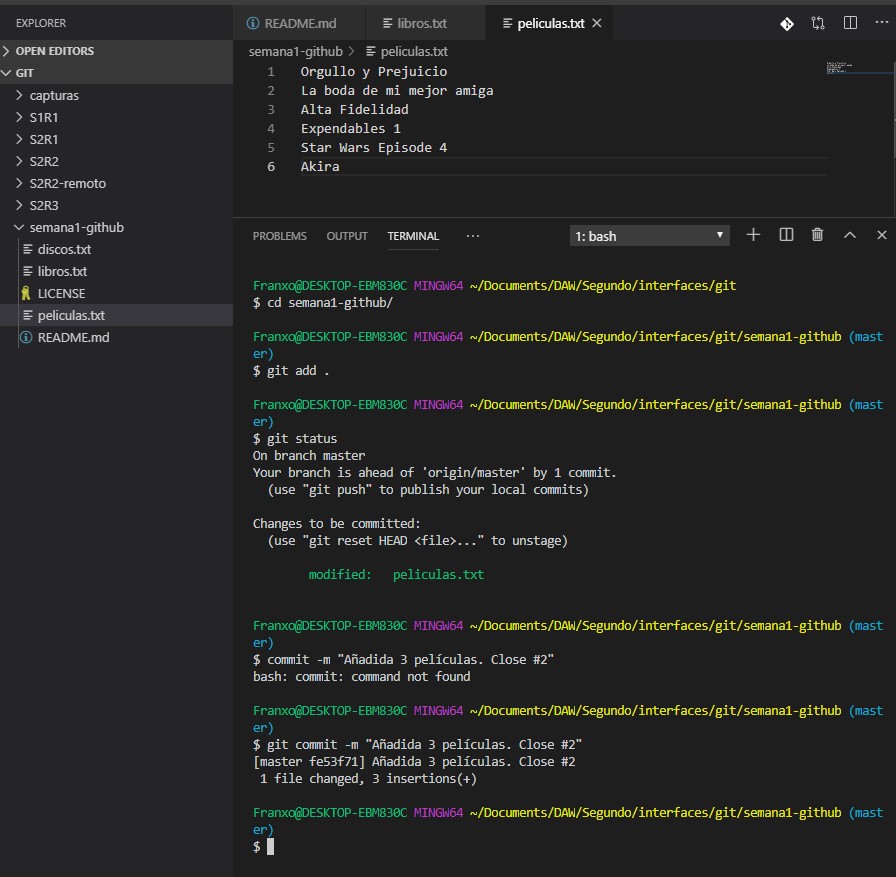 EXPLORER
OPEN EDITORS
GIT
capturas
S1R1
S2R1
S2R2
S2R2-remoto
S2R3
semana1-github
discos.txt
libros.txt
LICENSE
peliculas.txt
README.md
README.md
libros.txt
peliculas.txt
semana1-github > peliculas.txt
1 Orgullo y Prejuicio
2 La boda de mi mejor amiga
3 Alta Fidelidad
4 Expendables 1
5 Star Wars Episode 4
6 Akira
PROBLEMS OUTPUT TERMINAL ... 1: bash
Franxo@DESKTOP-EBM830C MINGW64 ~/Documents/DAW/Segundo/interfaces/git
$ cd semana1-github/
Franxo@DESKTOP-EBM830C MINGW64 ~/Documents/DAW/Segundo/interfaces/git/semana1-github (mast
er)
$ git add .
Franxo@DESKTOP-EBM830C MINGW64 ~/Documents/DAW/Segundo/interfaces/git/semana1-github (mast
er)
$ git status
On branch master
Your branch is ahead of 'origin/master' by 1 commit.
(use "git push" to publish your local commits)
Changes to be committed:
(use "git reset HEAD <file>..." to unstage)
modified: peliculas.txt
Franxo@DESKTOP-EBM830C MINGW64 ~/Documents/DAW/Segundo/interfaces/git/semana1-github (mast
er)
$ commit -m "Añadida 3 películas. Close #2"
bash: commit: command not found
Franxo@DESKTOP-EBM830C MINGW64 ~/Documents/DAW/Segundo/interfaces/git/semana1-github (mast
er)
$ git commit -m "Añadida 3 películas. Close #2"
[master fe53f71] Añadida 3 películas. Close #2
1 file changed, 3 insertions(+)
Franxo@DESKTOP-EBM830C MINGW64 ~/Documents/DAW/Segundo/interfaces/git/semana1-github (mast
er)
$